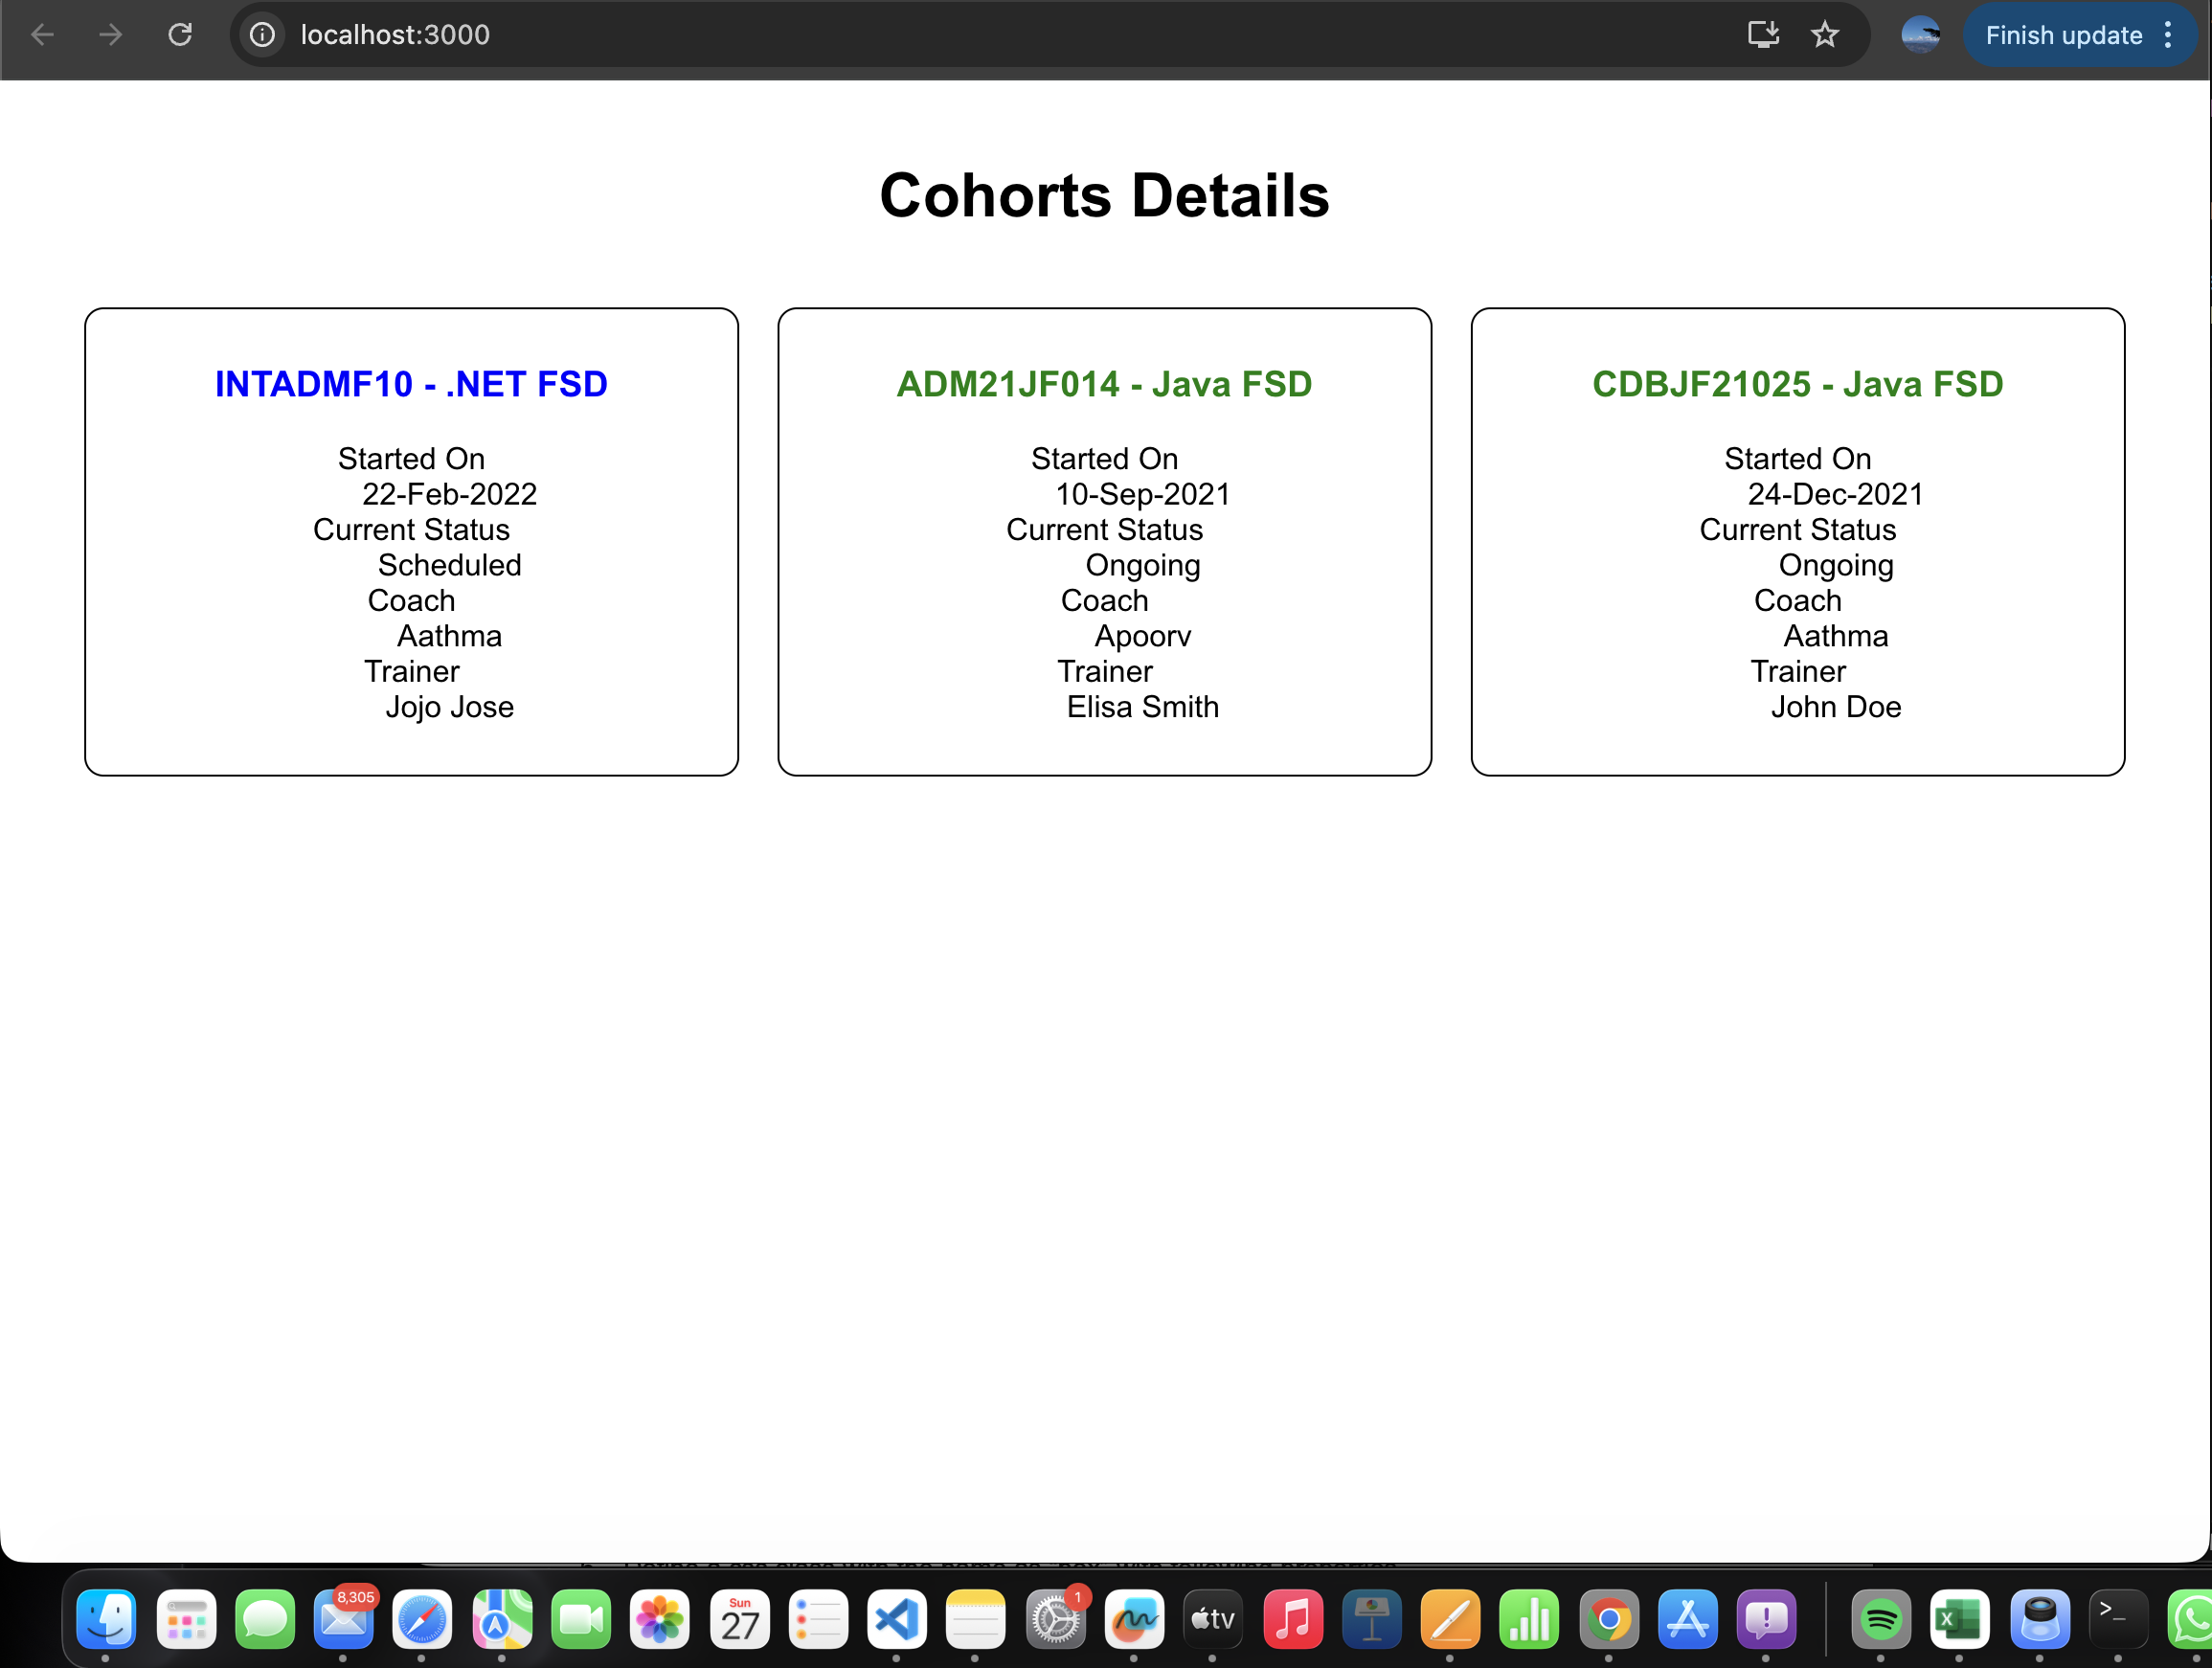 localhost:3000
Finish update
Cohorts Details
INTADMF10 - .NET FSD
Started On
22-Feb-2022
Current Status
Scheduled
Coach
Aathma
Trainer
Jojo Jose
ADM21JF014 - Java FSD
Started On
10-Sep-2021
Current Status
Ongoing
Coach
Apoorv
Trainer
Elisa Smith
CDBJF21025 - Java FSD
Started On
24-Dec-2021
Current Status
Ongoing
Coach
Aathma
Trainer
John Doe
8,305
Sun
27
1
tv